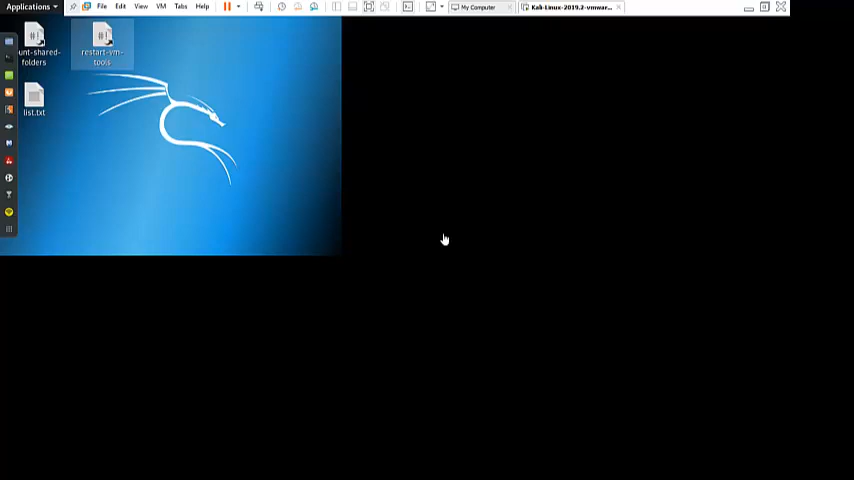 Applications File Edit View VM Tabs Help My Computer Kali-Linux-2019.2-vmwar...
unt-shared-
folders
restart-vm-
tools
list.txt